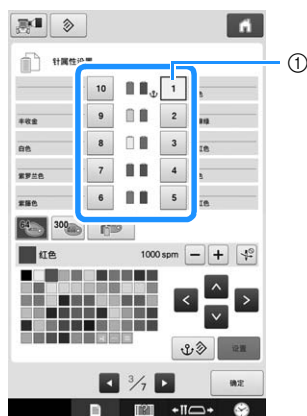 ①
针属性设置
10 1
9 2
丰收金
8 3
白色
7 4
紫罗兰色
6 5
紫藤色 红色
64 300
红色 1000 spm − +
设置
3/7 确定